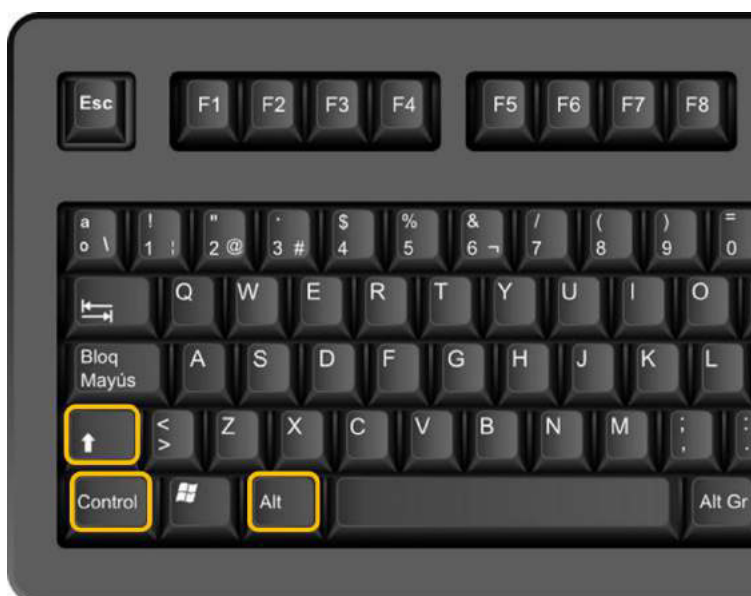 Esc F1 F2 F3 F4 F5 F6 F7 F8
a ! " · $ % & / ( ) =
o \ 1 ¦ 2 @ 3 # 4 5 6 ¬ 7 8 9 0
Q W E R T Y U I O
Bloq
Mayús
A S D F G H J K L
< Z X C V B N M ; :
> , .
Control Alt Alt Gr